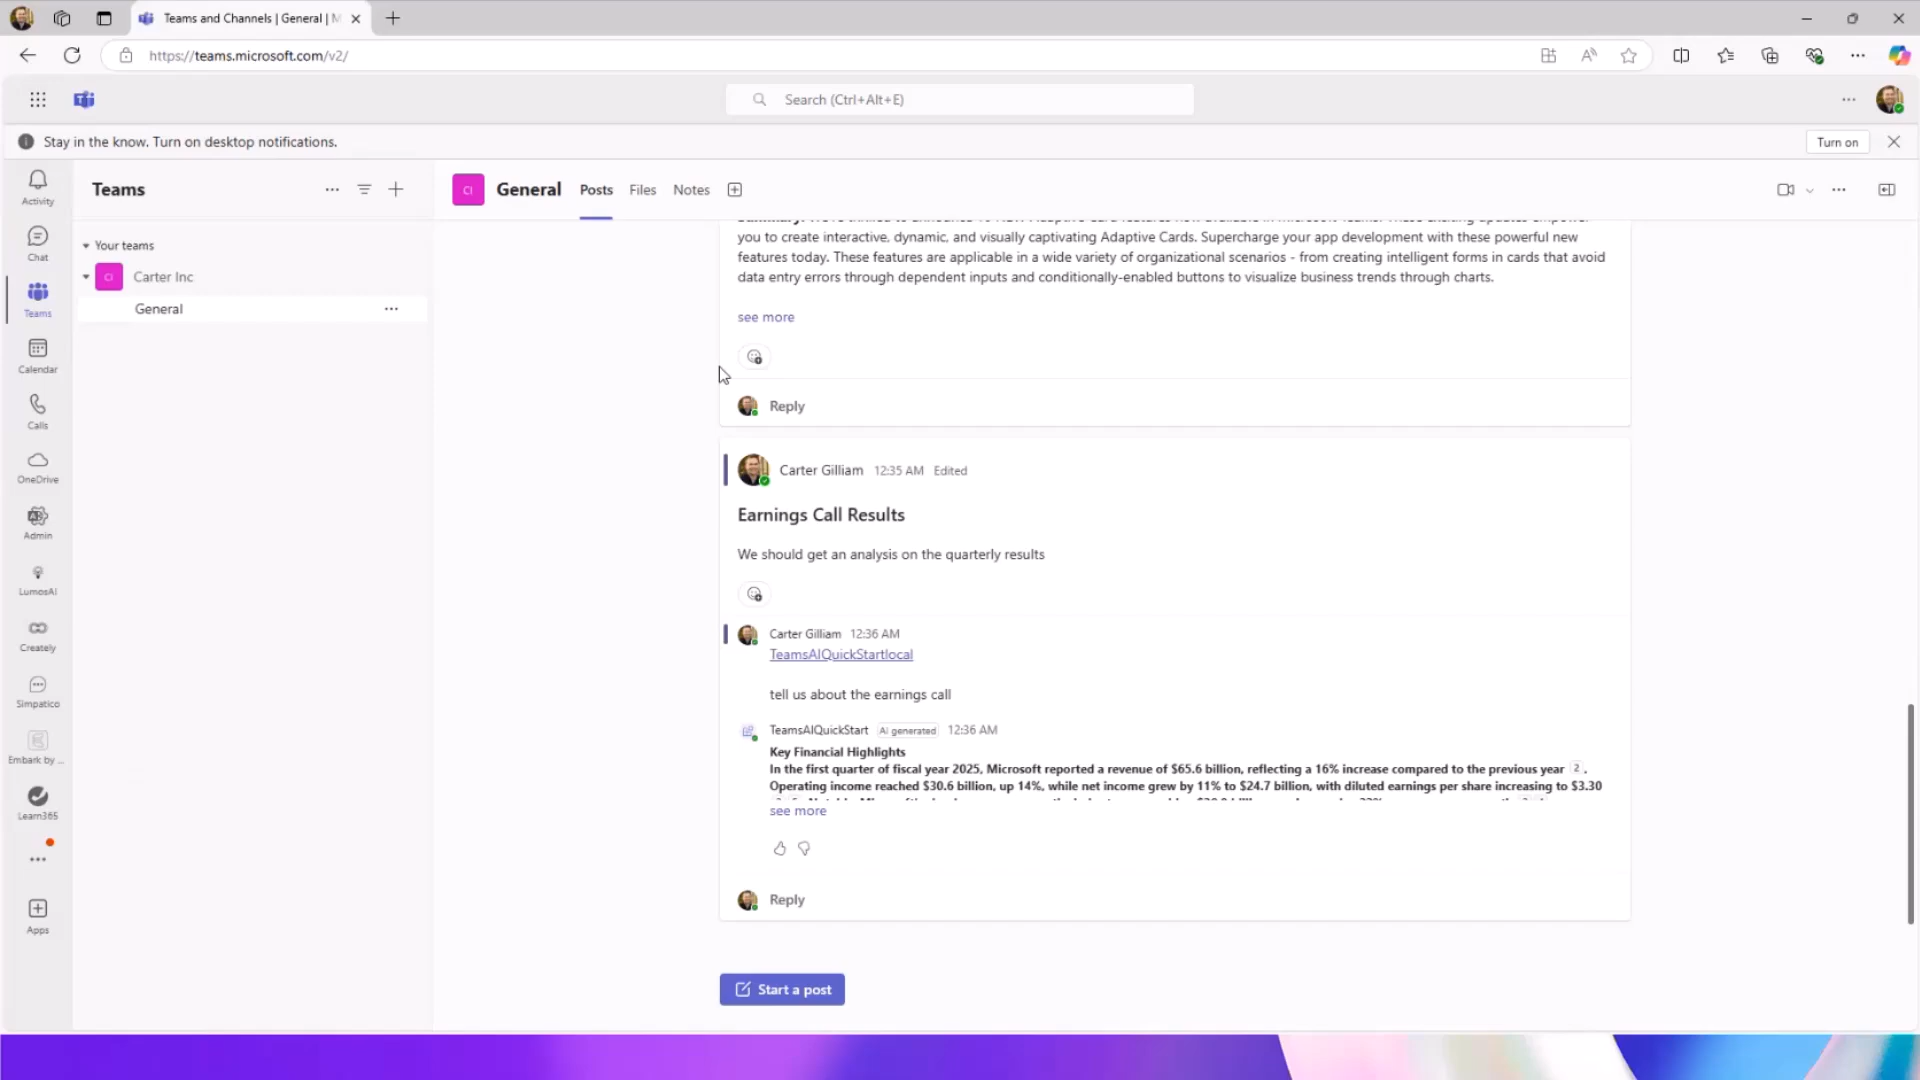 Teams and Channels | General | M
https://teams.microsoft.com/v2/
Search (Ctrl+Alt+E)
Stay in the know. Turn on desktop notifications.
Turn on
Activity
Chat
Teams
Calendar
Calls
OneDrive
Admin
LumosAI
Creately
Simpatico
Embark by ...
Learn365
Apps
Teams
Your teams
CI
Carter Inc
General
CI
General
Posts
Files
Notes
you to create interactive, dynamic, and visually captivating Adaptive Cards. Supercharge your app development with these powerful new
features today. These features are applicable in a wide variety of organizational scenarios - from creating intelligent forms in cards that avoid
data entry errors through dependent inputs and conditionally-enabled buttons to visualize business trends through charts.
see more
Reply
Carter Gilliam 12:35 AM Edited
Earnings Call Results
We should get an analysis on the quarterly results
Carter Gilliam 12:36 AM
TeamsAIQuickStartlocal
tell us about the earnings call
TeamsAIQuickStart AI generated 12:36 AM
Key Financial Highlights
In the first quarter of fiscal year 2025, Microsoft reported a revenue of $65.6 billion, reflecting a 16% increase compared to the previous year 2 .
Operating income reached $30.6 billion, up 14%, while net income grew by 11% to $24.7 billion, with diluted earnings per share increasing to $3.30
see more
Reply
Start a post